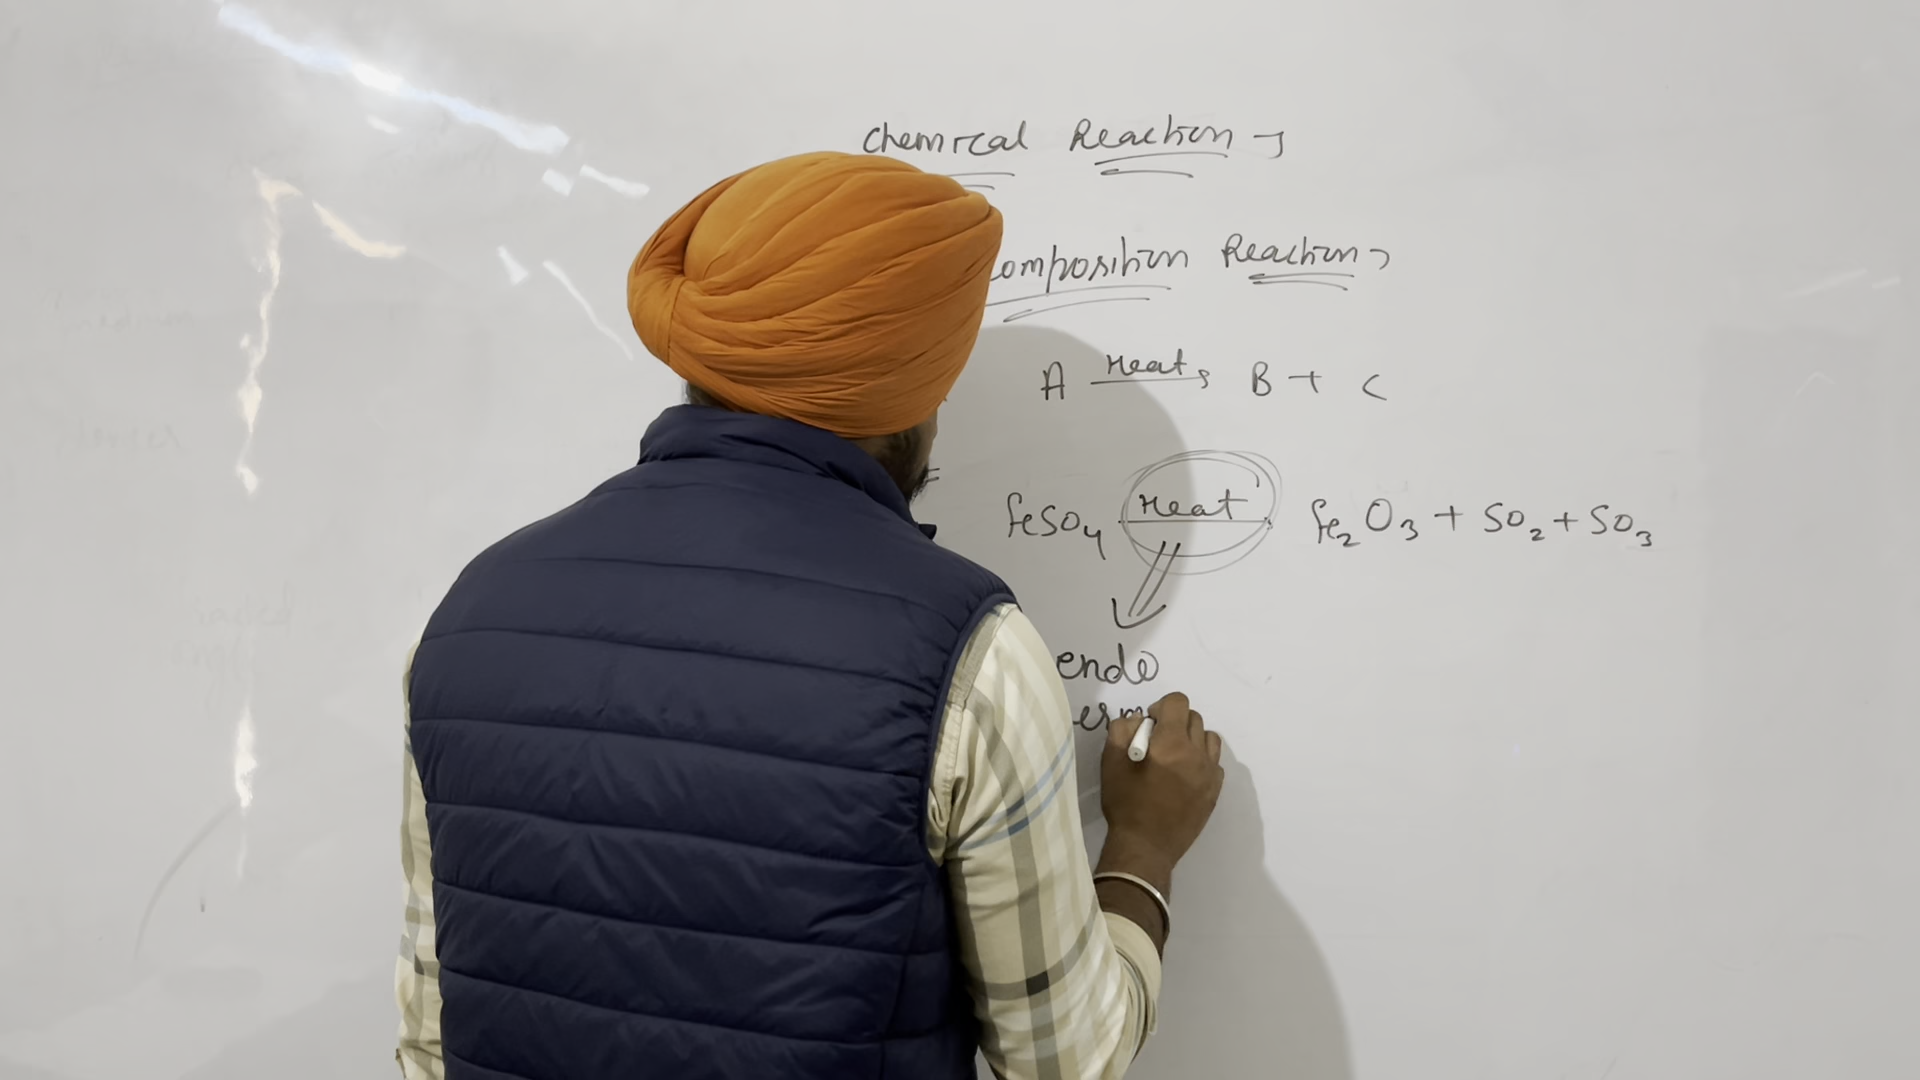 Chemical Reaction →
composition Reaction →
A Heat → B + C
FeSO₄ Heat → Fe₂O₃ + SO₂ + SO₃
endo
erm